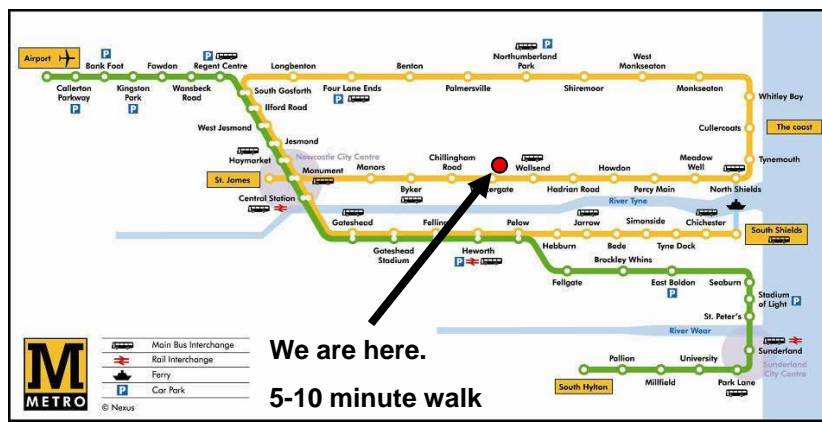 Airport
Bank Foot
Fawdon
Regent Centre
Callerton
Parkway
Kingston
Park
Wansbeck
Road
Longbenton
Benton
Northumberland
Park
West
Monkseaton
South Gosforth
Four Lane Ends
Palmersville
Shiremoor
Monkseaton
Ilford Road
Whitley Bay
West Jesmond
Cullercoats
The coast
Jesmond
Newcastle City Centre
Haymarket
Tynemouth
St. James
Monument
Manors
Chillingham
Road
Byker
Wallsend
Hadrian Road
Howdon
Percy Main
Meadow
Well
North Shields
Central Station
River Tyne
Gateshead
Felling
Pelaw
Jarrow
Simonside
Chichester
South Shields
Gateshead
Stadium
Heworth
Hebburn
Bede
Tyne Dock
Brockley Whins
Fellgate
East Boldon
Seaburn
Stadium
of Light
St. Peter's
River Wear
Sunderland
Sunderland
City Centre
Pallion
University
South Hylton
Millfield
Park Lane
P
We are here.
5-10 minute walk
M
METRO
Main Bus Interchange
Rail Interchange
Ferry
P Car Park
© Nexus